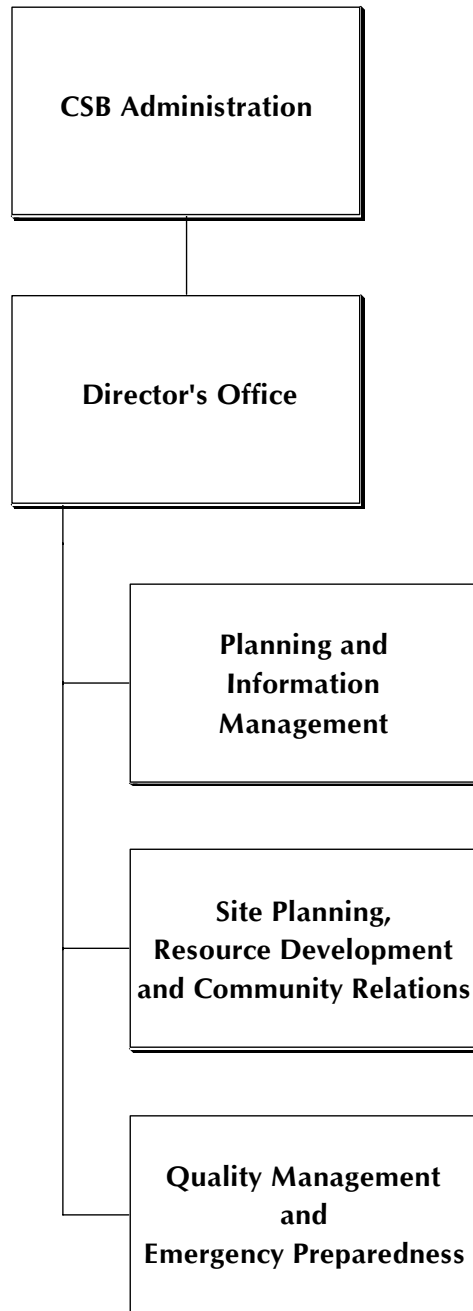 CSB Administration
Director's Office
Planning and
Information
Management
Site Planning,
Resource Development
and Community Relations
Quality Management
and
Emergency Preparedness